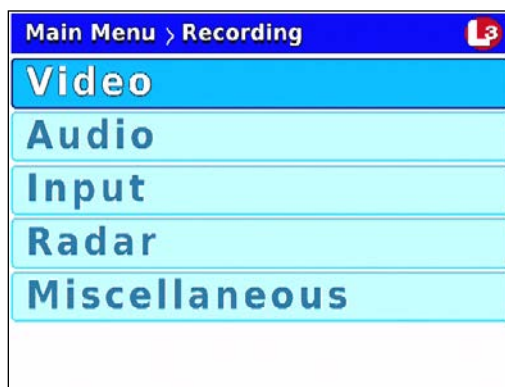 Main Menu > Recording L3
Video
Audio
Input
Radar
Miscellaneous